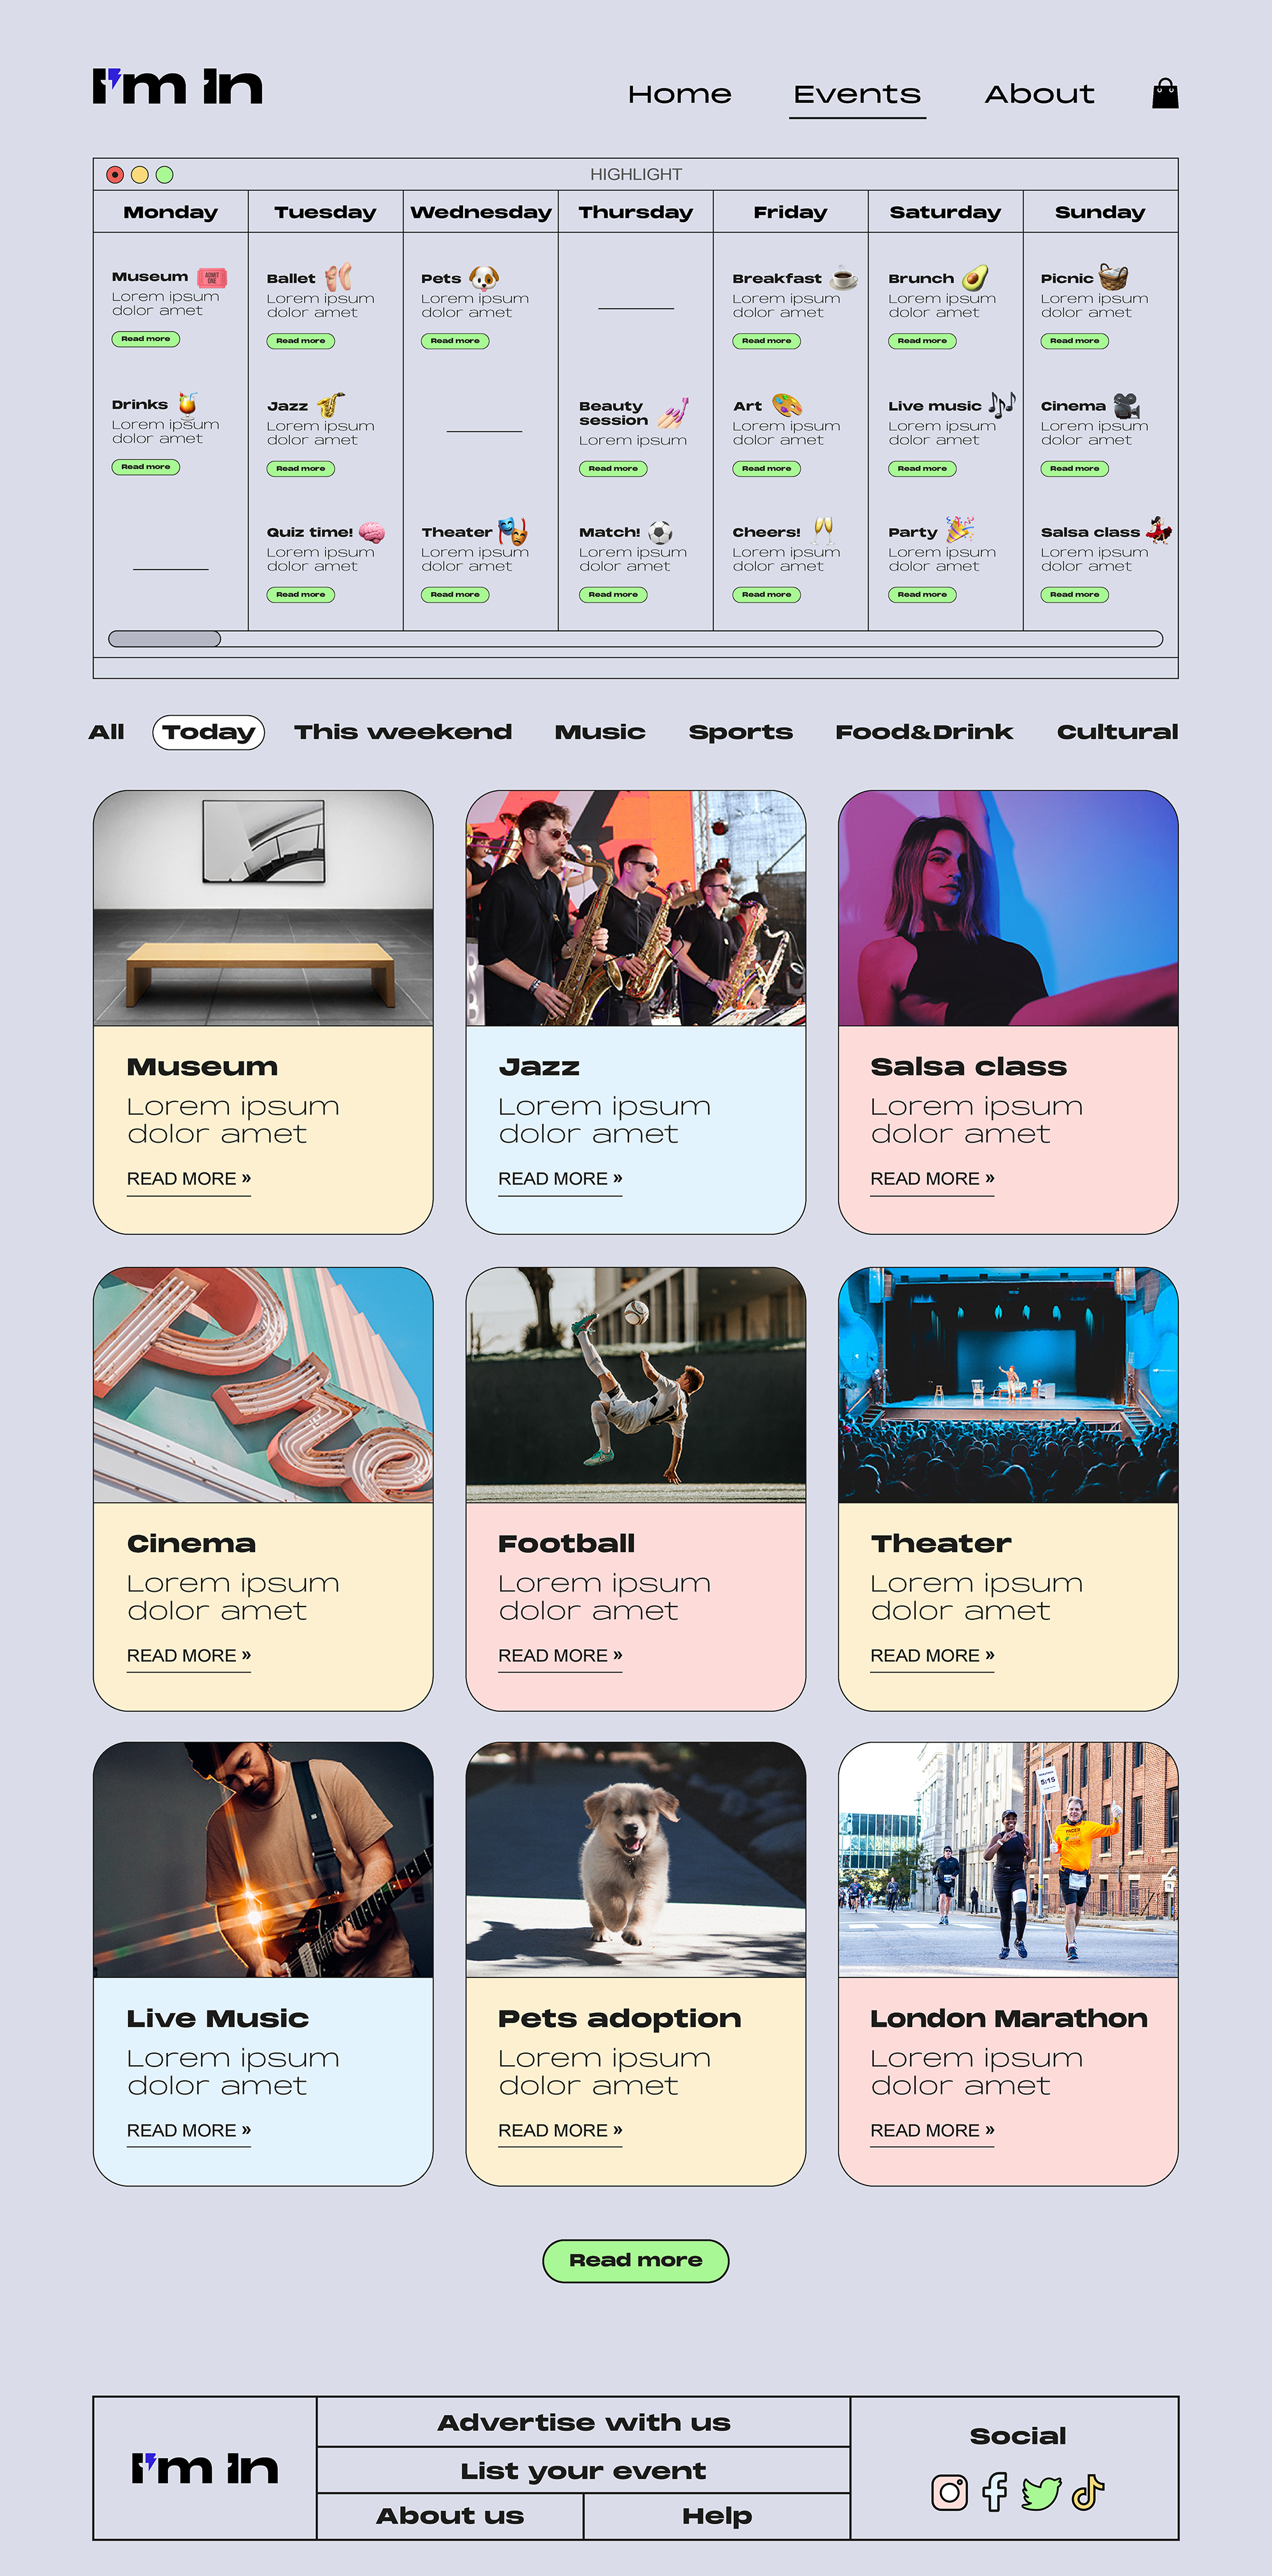 I'm In
Home Events About
HIGHLIGHT
Monday Tuesday Wednesday Thursday Friday Saturday Sunday
Museum
ADMIT
ONE
Lorem ipsum
dolor amet
Read more
Ballet
Lorem ipsum
dolor amet
Read more
Pets
Lorem ipsum
dolor amet
Read more
Breakfast
Lorem ipsum
dolor amet
Read more
Brunch
Lorem ipsum
dolor amet
Read more
Picnic
Lorem ipsum
dolor amet
Read more
Drinks
Lorem ipsum
dolor amet
Read more
Jazz
Lorem ipsum
dolor amet
Read more
Beauty
session
Lorem ipsum
Read more
Art
Lorem ipsum
dolor amet
Read more
Live music
Lorem ipsum
dolor amet
Read more
Cinema
Lorem ipsum
dolor amet
Read more
Quiz time!
Lorem ipsum
dolor amet
Read more
Theater
Lorem ipsum
dolor amet
Read more
Match!
Lorem ipsum
dolor amet
Read more
Cheers!
Lorem ipsum
dolor amet
Read more
Party
Lorem ipsum
dolor amet
Read more
Salsa class
Lorem ipsum
dolor amet
Read more
All Today This weekend Music Sports Food&Drink Cultural
Museum
Lorem ipsum
dolor amet
READ MORE »
Jazz
Lorem ipsum
dolor amet
READ MORE »
Salsa class
Lorem ipsum
dolor amet
READ MORE »
Cinema
Lorem ipsum
dolor amet
READ MORE »
Football
Lorem ipsum
dolor amet
READ MORE »
Theater
Lorem ipsum
dolor amet
READ MORE »
5:15
PACER
Live Music
Lorem ipsum
dolor amet
READ MORE »
Pets adoption
Lorem ipsum
dolor amet
READ MORE »
London Marathon
Lorem ipsum
dolor amet
READ MORE »
Read more
I'm In
Advertise with us
List your event
About us
Help
Social